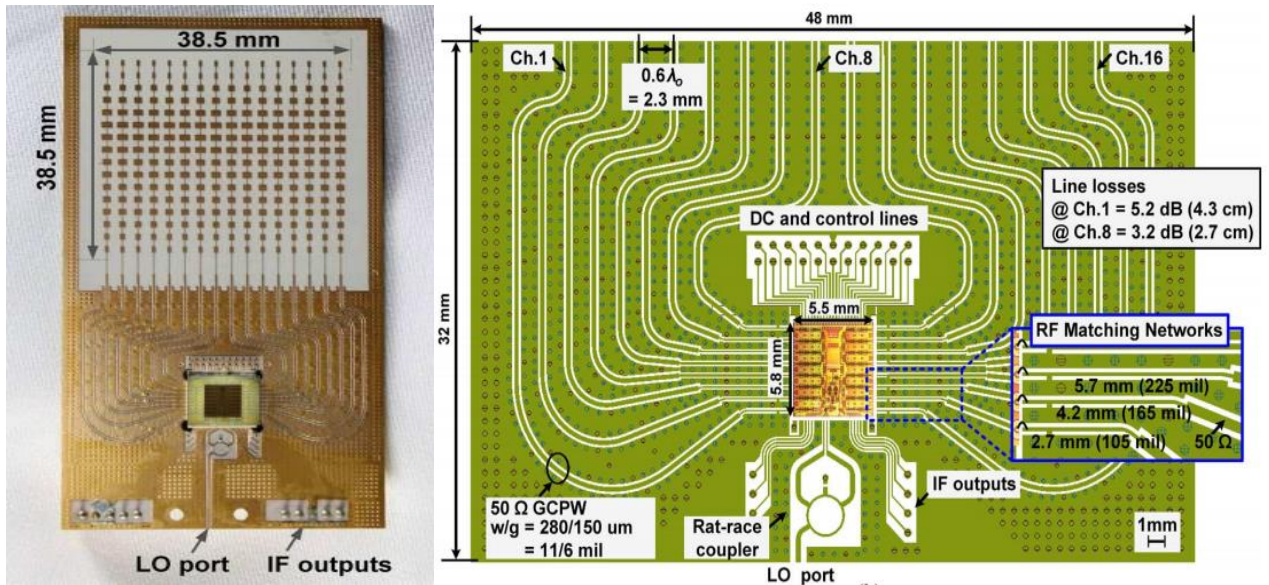 38.5 mm
38.5 mm
LO port
IF outputs
48 mm
Ch.1
0.6λo
= 2.3 mm
Ch.8
Ch.16
Line losses
@ Ch.1 = 5.2 dB (4.3 cm)
@ Ch.8 = 3.2 dB (2.7 cm)
DC and control lines
32 mm
5.5 mm
5.8 mm
RF Matching Networks
5.7 mm (225 mil)
4.2 mm (165 mil)
2.7 mm (105 mil)
50 Ω
50 Ω GCPW
w/g = 280/150 um
= 11/6 mil
Rat-race
coupler
IF outputs
1mm
LO port